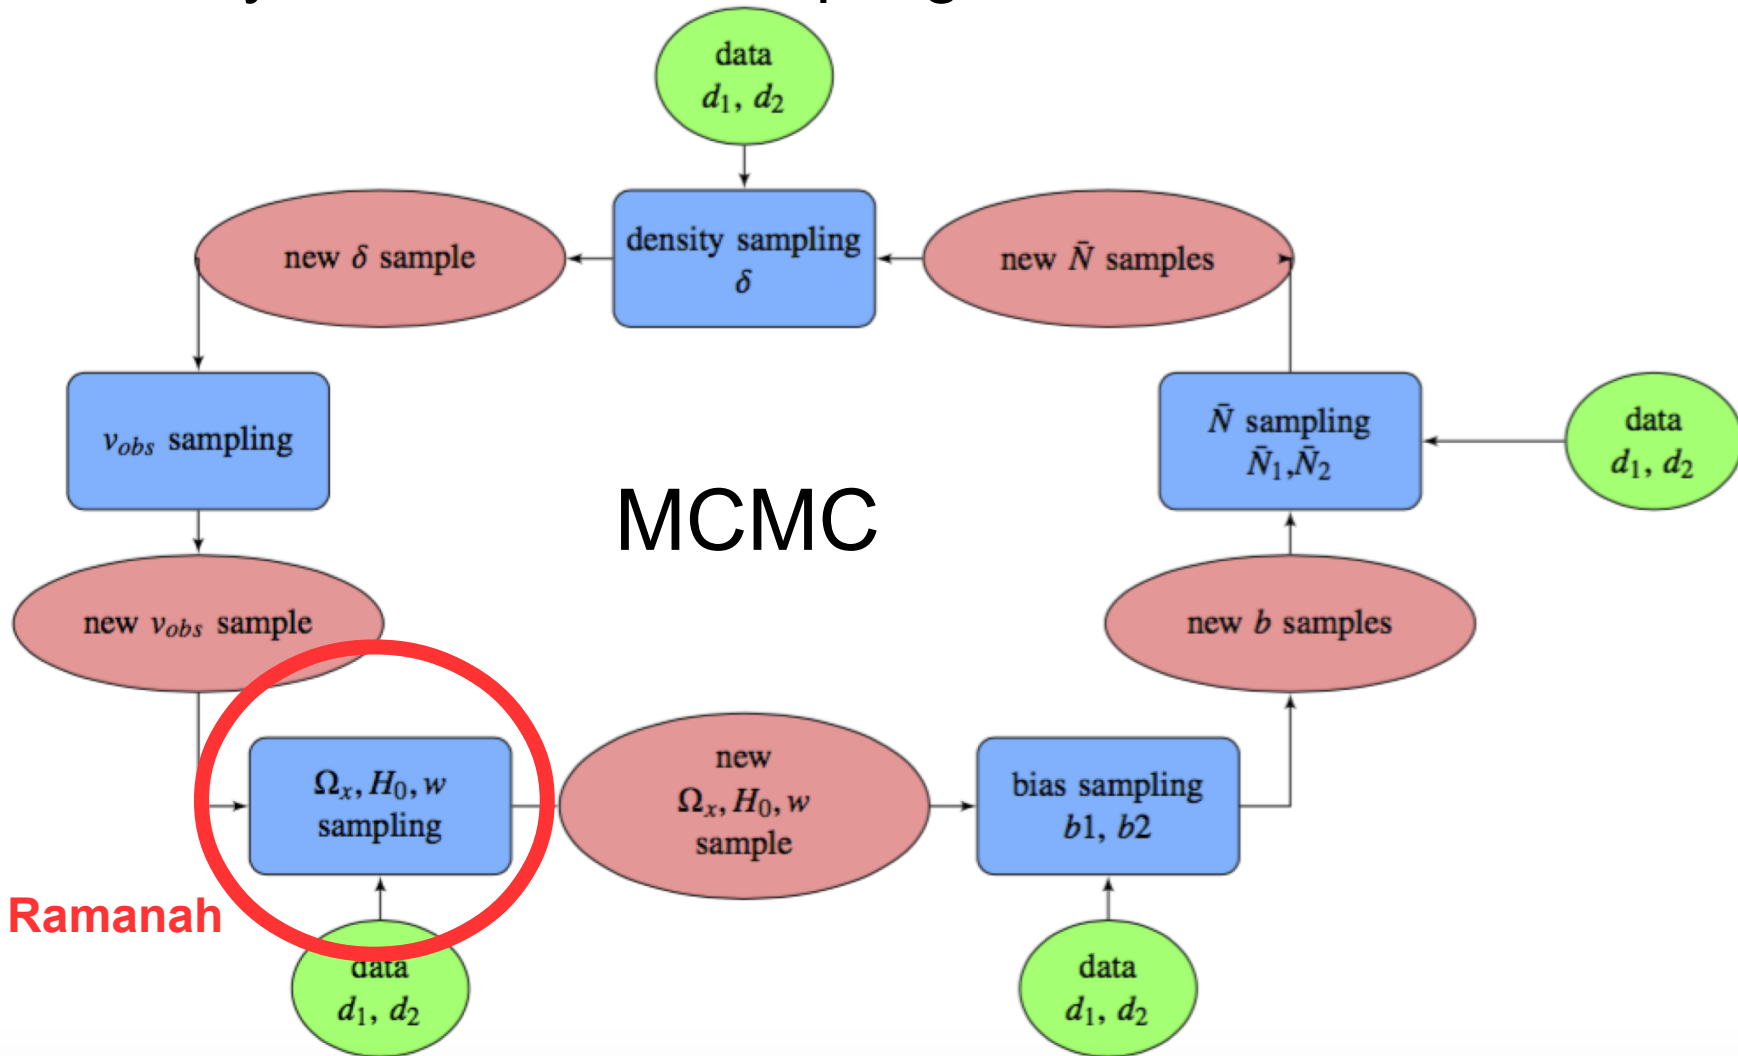 data
d₁, d₂
new δ sample
density sampling
δ
new N̄ samples
v_obs sampling
N̄ sampling
N̄₁,N̄₂
data
d₁, d₂
MCMC
new v_obs sample
new b samples
Ωₓ, H₀, w
sampling
new
Ωₓ, H₀, w
sample
bias sampling
b1, b2
Ramanah
data
d₁, d₂
data
d₁, d₂